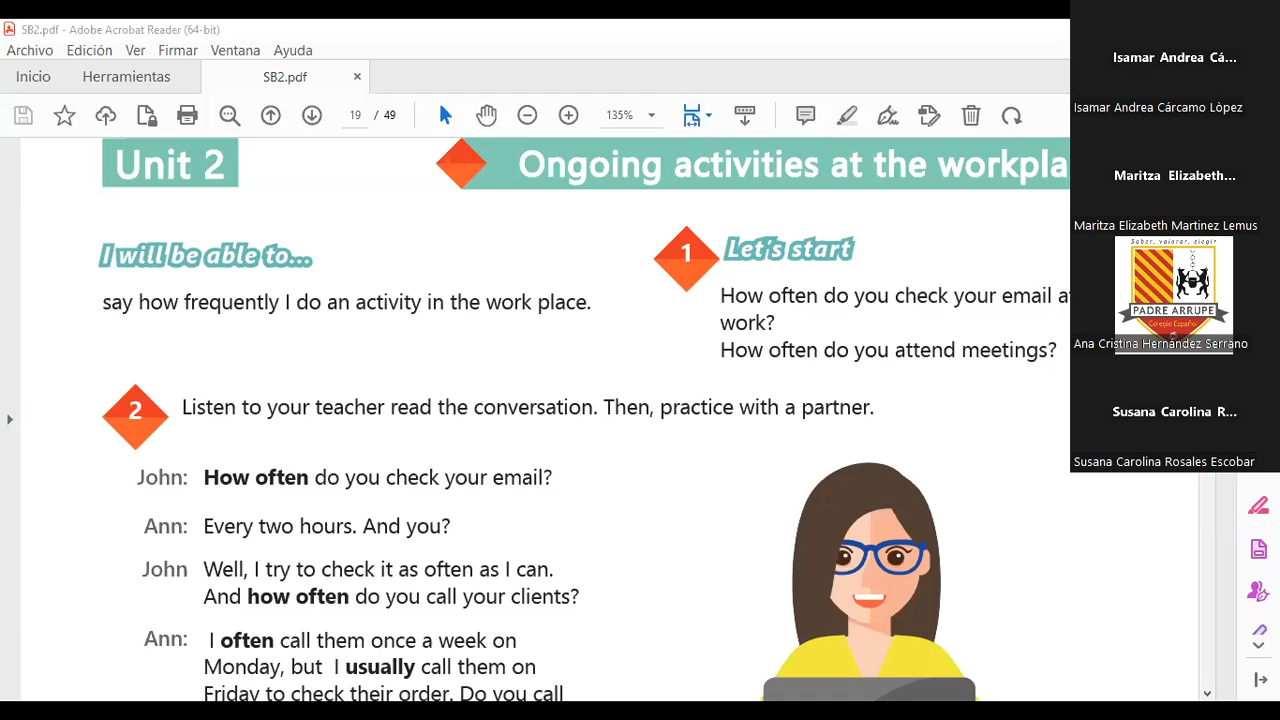 SB2.pdf - Adobe Acrobat Reader (64-bit)
Archivo Edición Ver Firmar Ventana Ayuda
Inicio Herramientas SB2.pdf ×
19 / 49 135%
Unit 2
Ongoing activities at the workpla
I will be able to...
say how frequently I do an activity in the work place.
1 Let's start
How often do you check your email a
work?
How often do you attend meetings?
2 Listen to your teacher read the conversation. Then, practice with a partner.
John: How often do you check your email?
Ann: Every two hours. And you?
John Well, I try to check it as often as I can.
And how often do you call your clients?
Ann: I often call them once a week on
Monday, but I usually call them on
Friday to check their order. Do you call
Isamar Andrea Cá...
Isamar Andrea Cárcamo Lòpez
Maritza Elizabeth...
Maritza Elizabeth Martinez Lemus
Saber, valorar, elegir
PADRE ARRUPE
Colegio Español
Ana Cristina Hernández Serrano
Susana Carolina R...
Susana Carolina Rosales Escobar